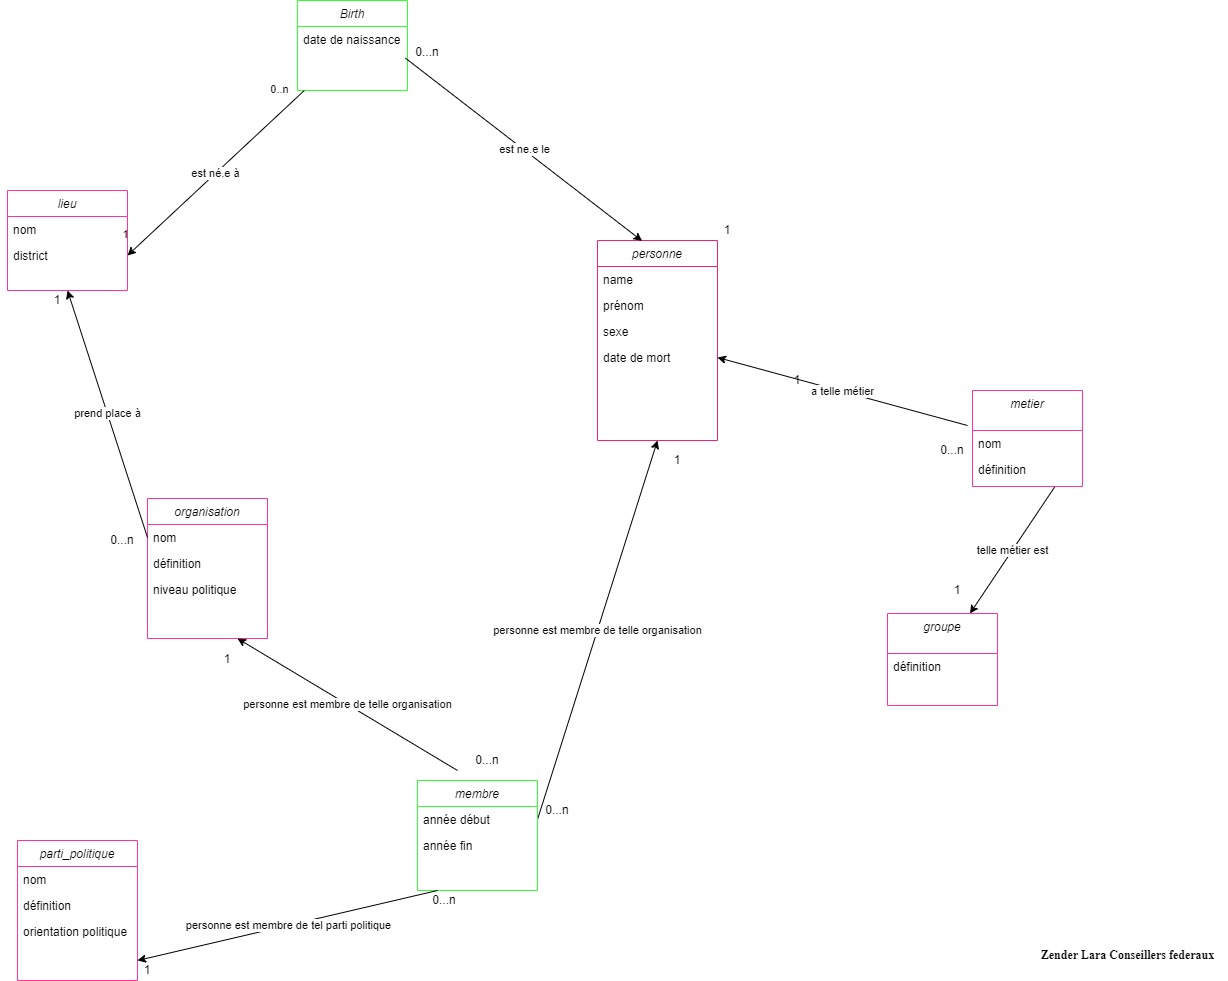 Birth
date de naissance
0...n
0..n
est ne.e le
est né.e à
lieu
nom
district
1
1
personne
name
prénom
sexe
date de mort
1
1
a telle métier
metier
nom
définition
0...n
prend place à
1
organisation
nom
définition
niveau politique
0...n
telle métier est
1
groupe
définition
personne est membre de telle organisation
1
personne est membre de telle organisation
0...n
membre
année début
année fin
0...n
0...n
parti_politique
nom
définition
orientation politique
personne est membre de tel parti politique
1
Zender Lara Conseillers federaux